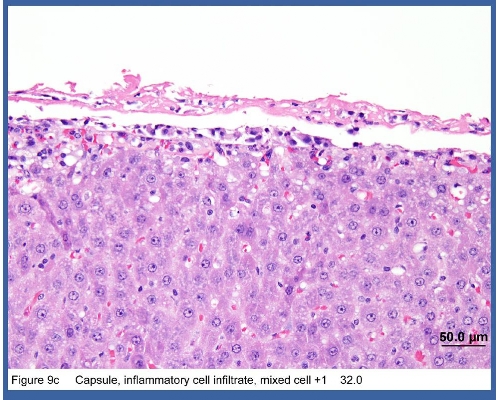 50.0 µm
Figure 9c Capsule, inflammatory cell infiltrate, mixed cell +1 32.0